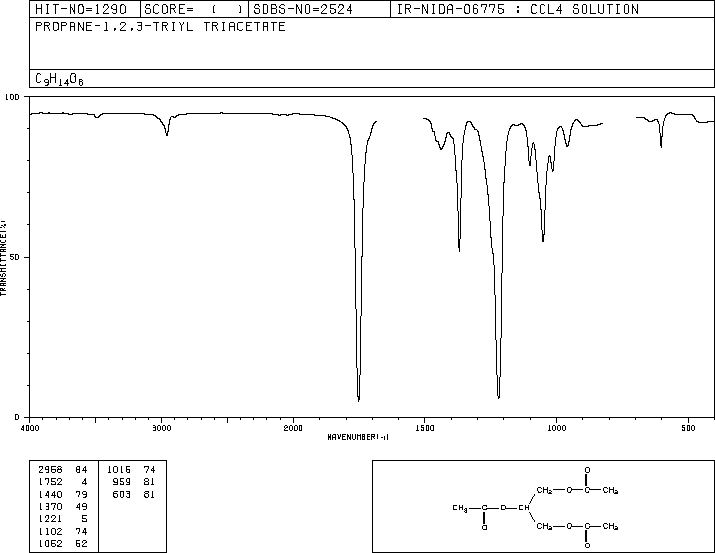 HIT-NO=1290 SCORE= ( ) SDBS-NO=2524 IR-NIDA-06775 : CCL4 SOLUTION
PROPANE-1,2,3-TRIYL TRIACETATE
C9H14O6
100
50
0
TRANSMITTANCE(%)
4000 3000 2000 1500 1000 500
WAVENUMBER(-1)
2968 84 1016 74
1752 4 959 81
1440 79 603 81
1370 49
1221 5
1102 74
1052 52
O
CH2 O C CH3
CH3 C O CH
O
O
CH2 O C CH3